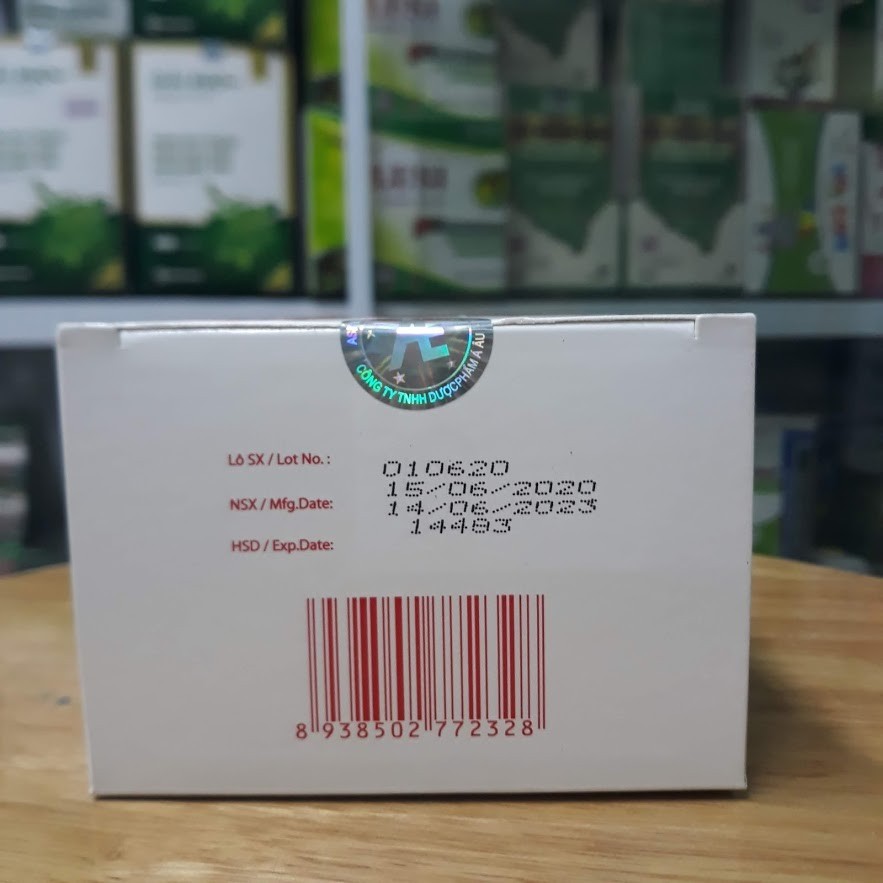 CÔNG TY TNHH DƯỢC PHẨM Á ÂU
Lô SX / Lot No. :
010620
NSX / Mfg.Date:
15/06/2020
14/06/2023
HSD / Exp.Date:
14483
8 938502 772328